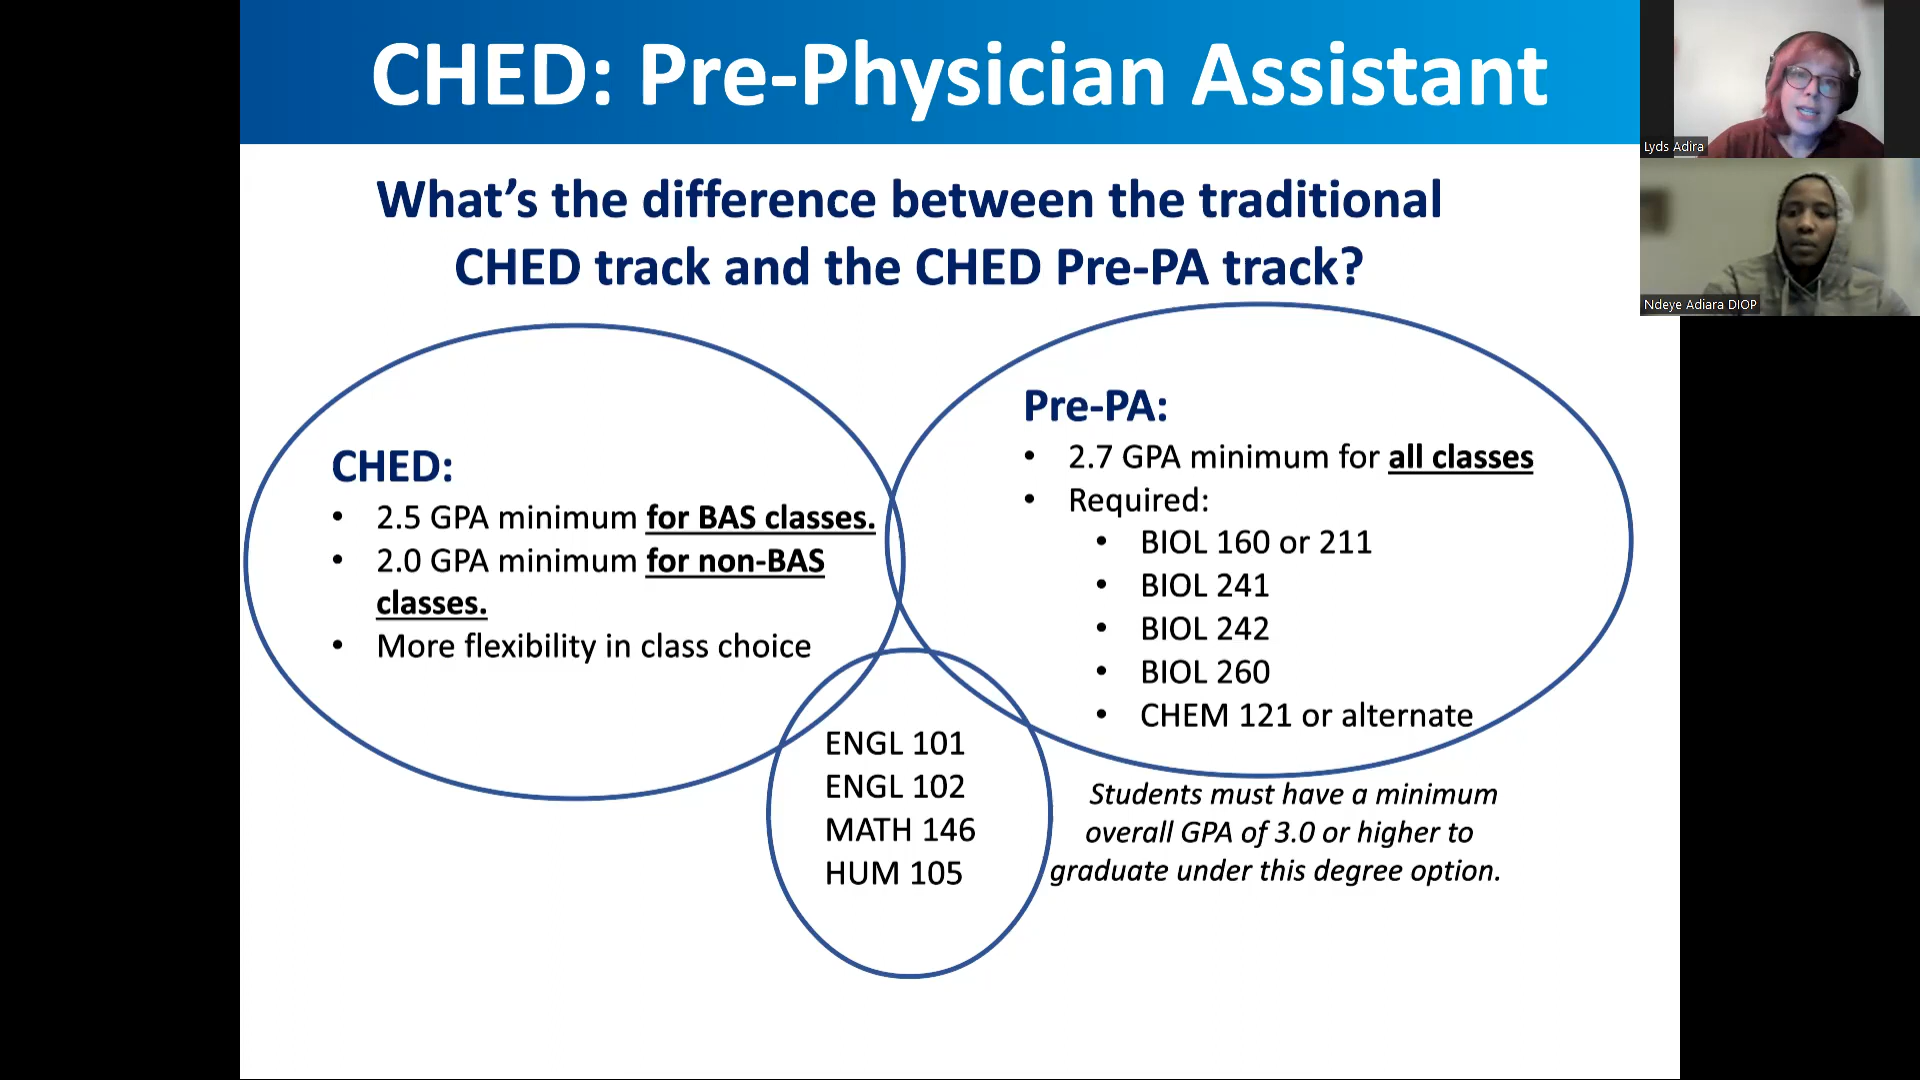 CHED: Pre-Physician Assistant
Lyds Adira
Ndeye Adiara DIOP
What's the difference between the traditional
CHED track and the CHED Pre-PA track?
CHED:
• 2.5 GPA minimum for BAS classes.
• 2.0 GPA minimum for non-BAS
classes.
• More flexibility in class choice
Pre-PA:
• 2.7 GPA minimum for all classes
• Required:
• BIOL 160 or 211
• BIOL 241
• BIOL 242
• BIOL 260
• CHEM 121 or alternate
ENGL 101
ENGL 102
MATH 146
HUM 105
Students must have a minimum
overall GPA of 3.0 or higher to
graduate under this degree option.